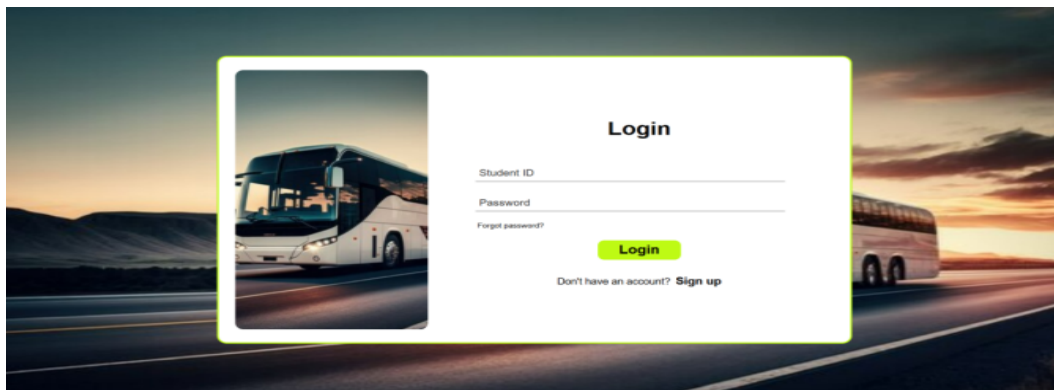 Login
Student ID
Password
Forgot password?
Login
Don't have an account? Sign up